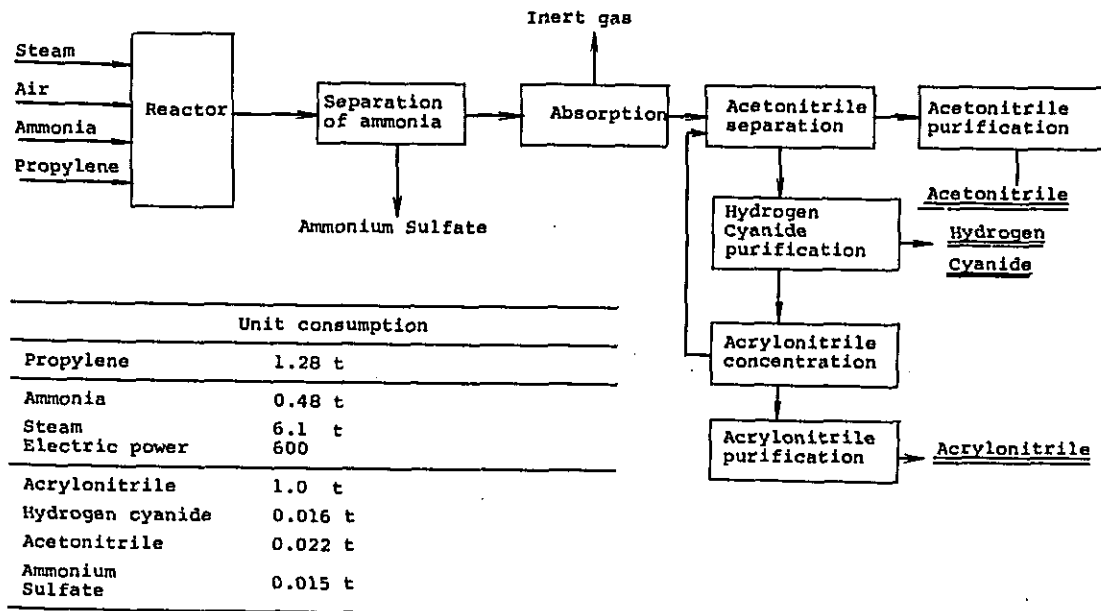 Inert gas
Steam
Air
Ammonia
Propylene
Reactor
Separation
of ammonia
Absorption
Acetonitrile
separation
Acetonitrile
purification
Ammonium Sulfate
Acetonitrile
Hydrogen
Cyanide
purification
Hydrogen
Cyanide
Acrylonitrile
concentration
Acrylonitrile
purification
Acrylonitrile
Unit consumption
Propylene 1.28 t
Ammonia 0.48 t
Steam 6.1 t
Electric power 600
Acrylonitrile 1.0 t
Hydrogen cyanide 0.016 t
Acetonitrile 0.022 t
Ammonium
Sulfate 0.015 t